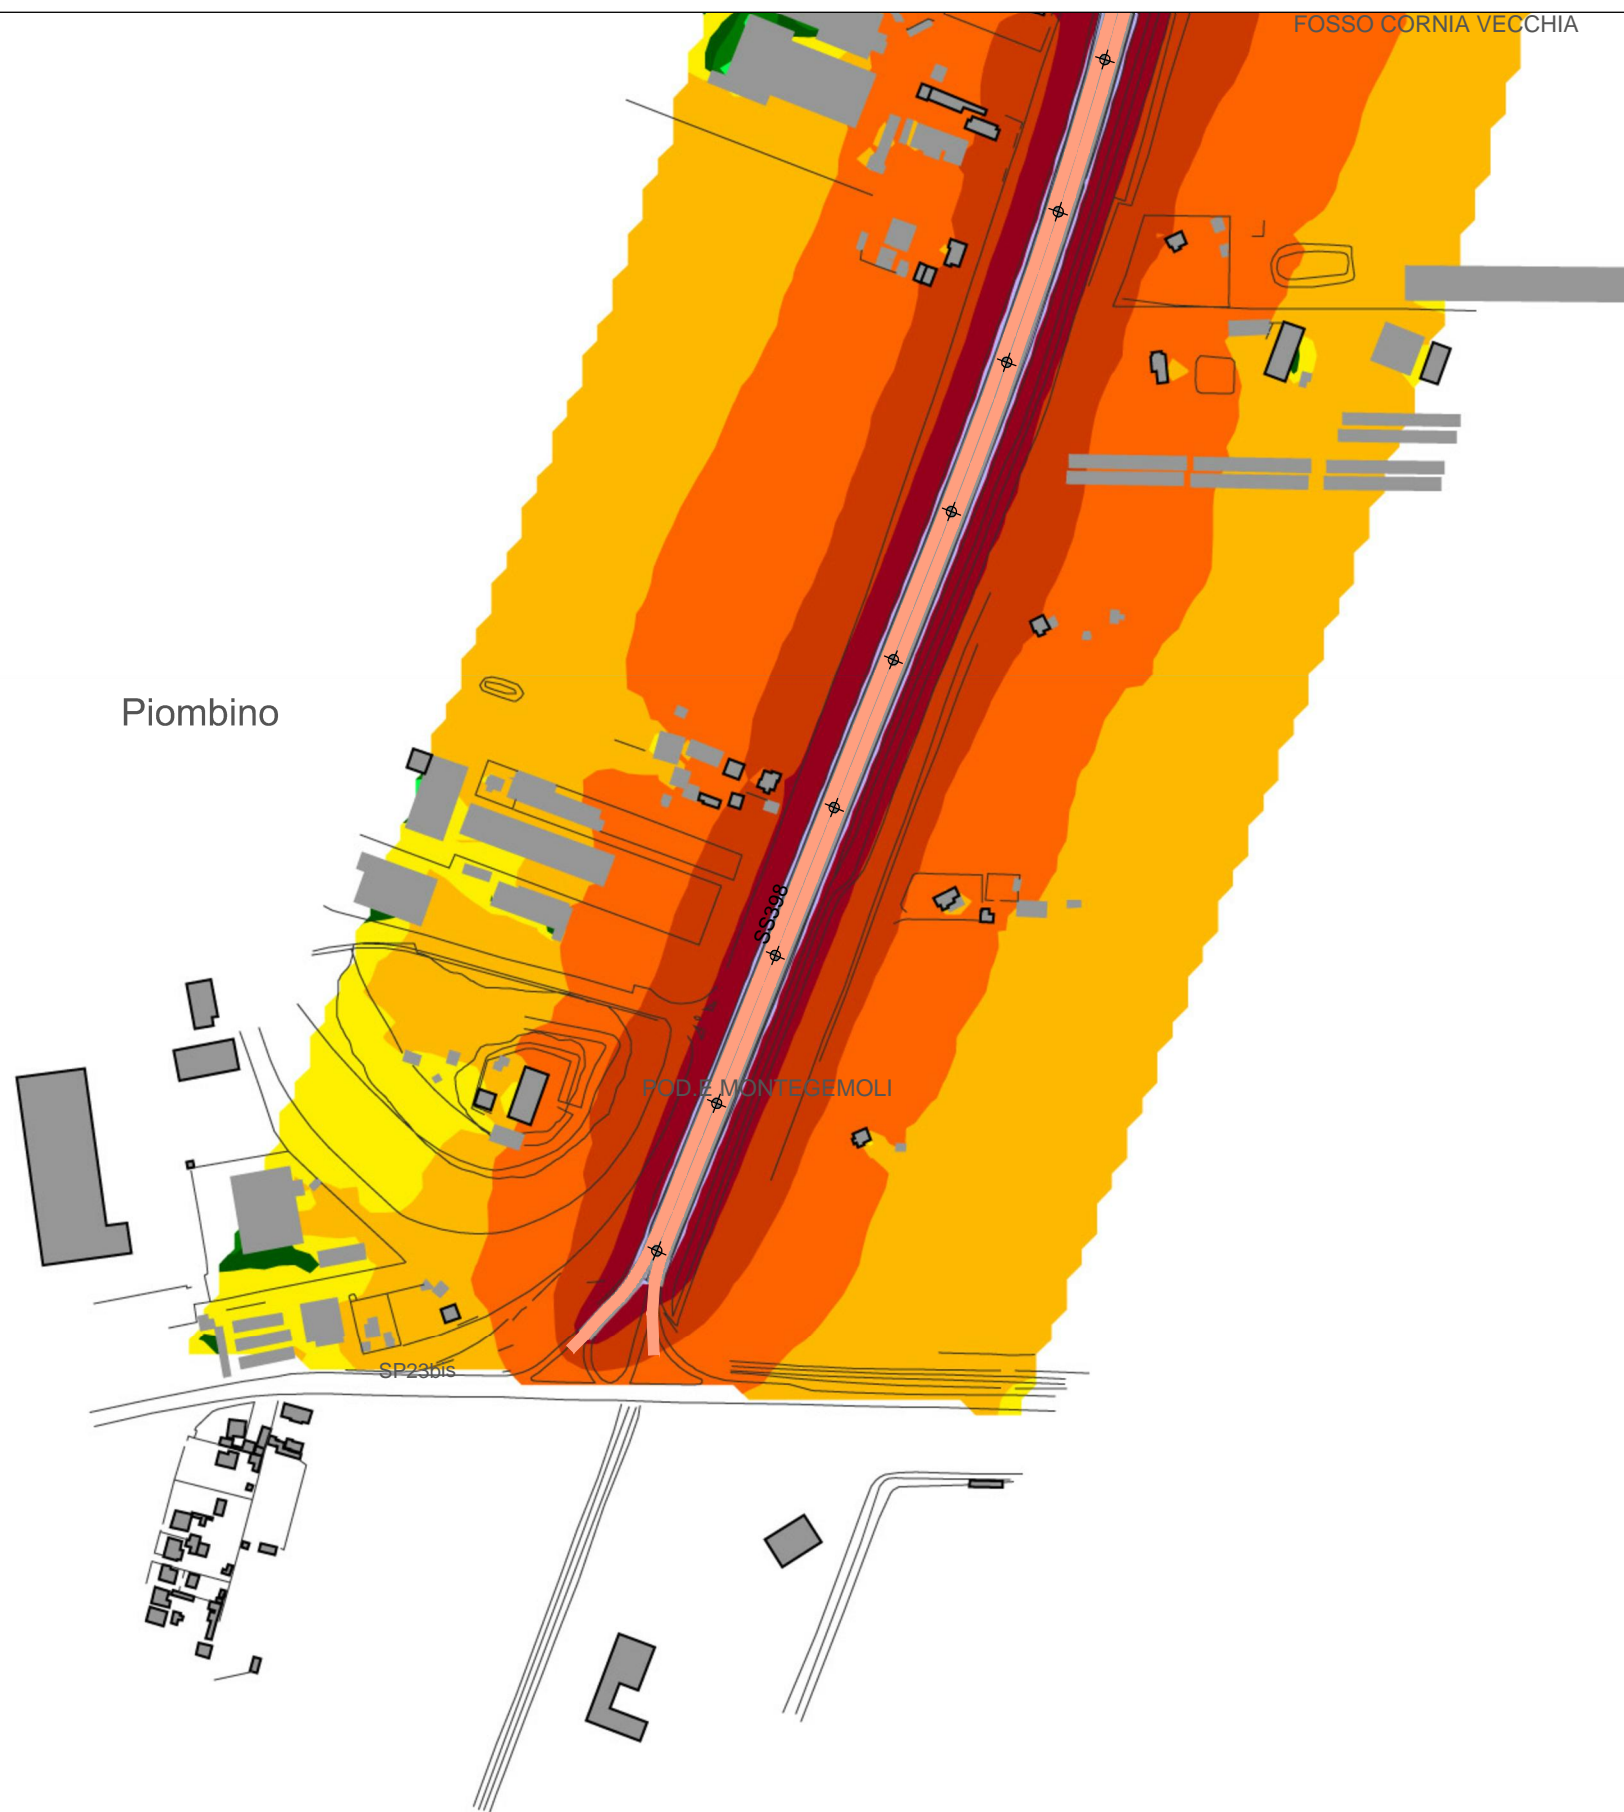 FOSSO CORNIA VECCHIA
Piombino
SS398
POD.E MONTEGEMOLI
SP23bis